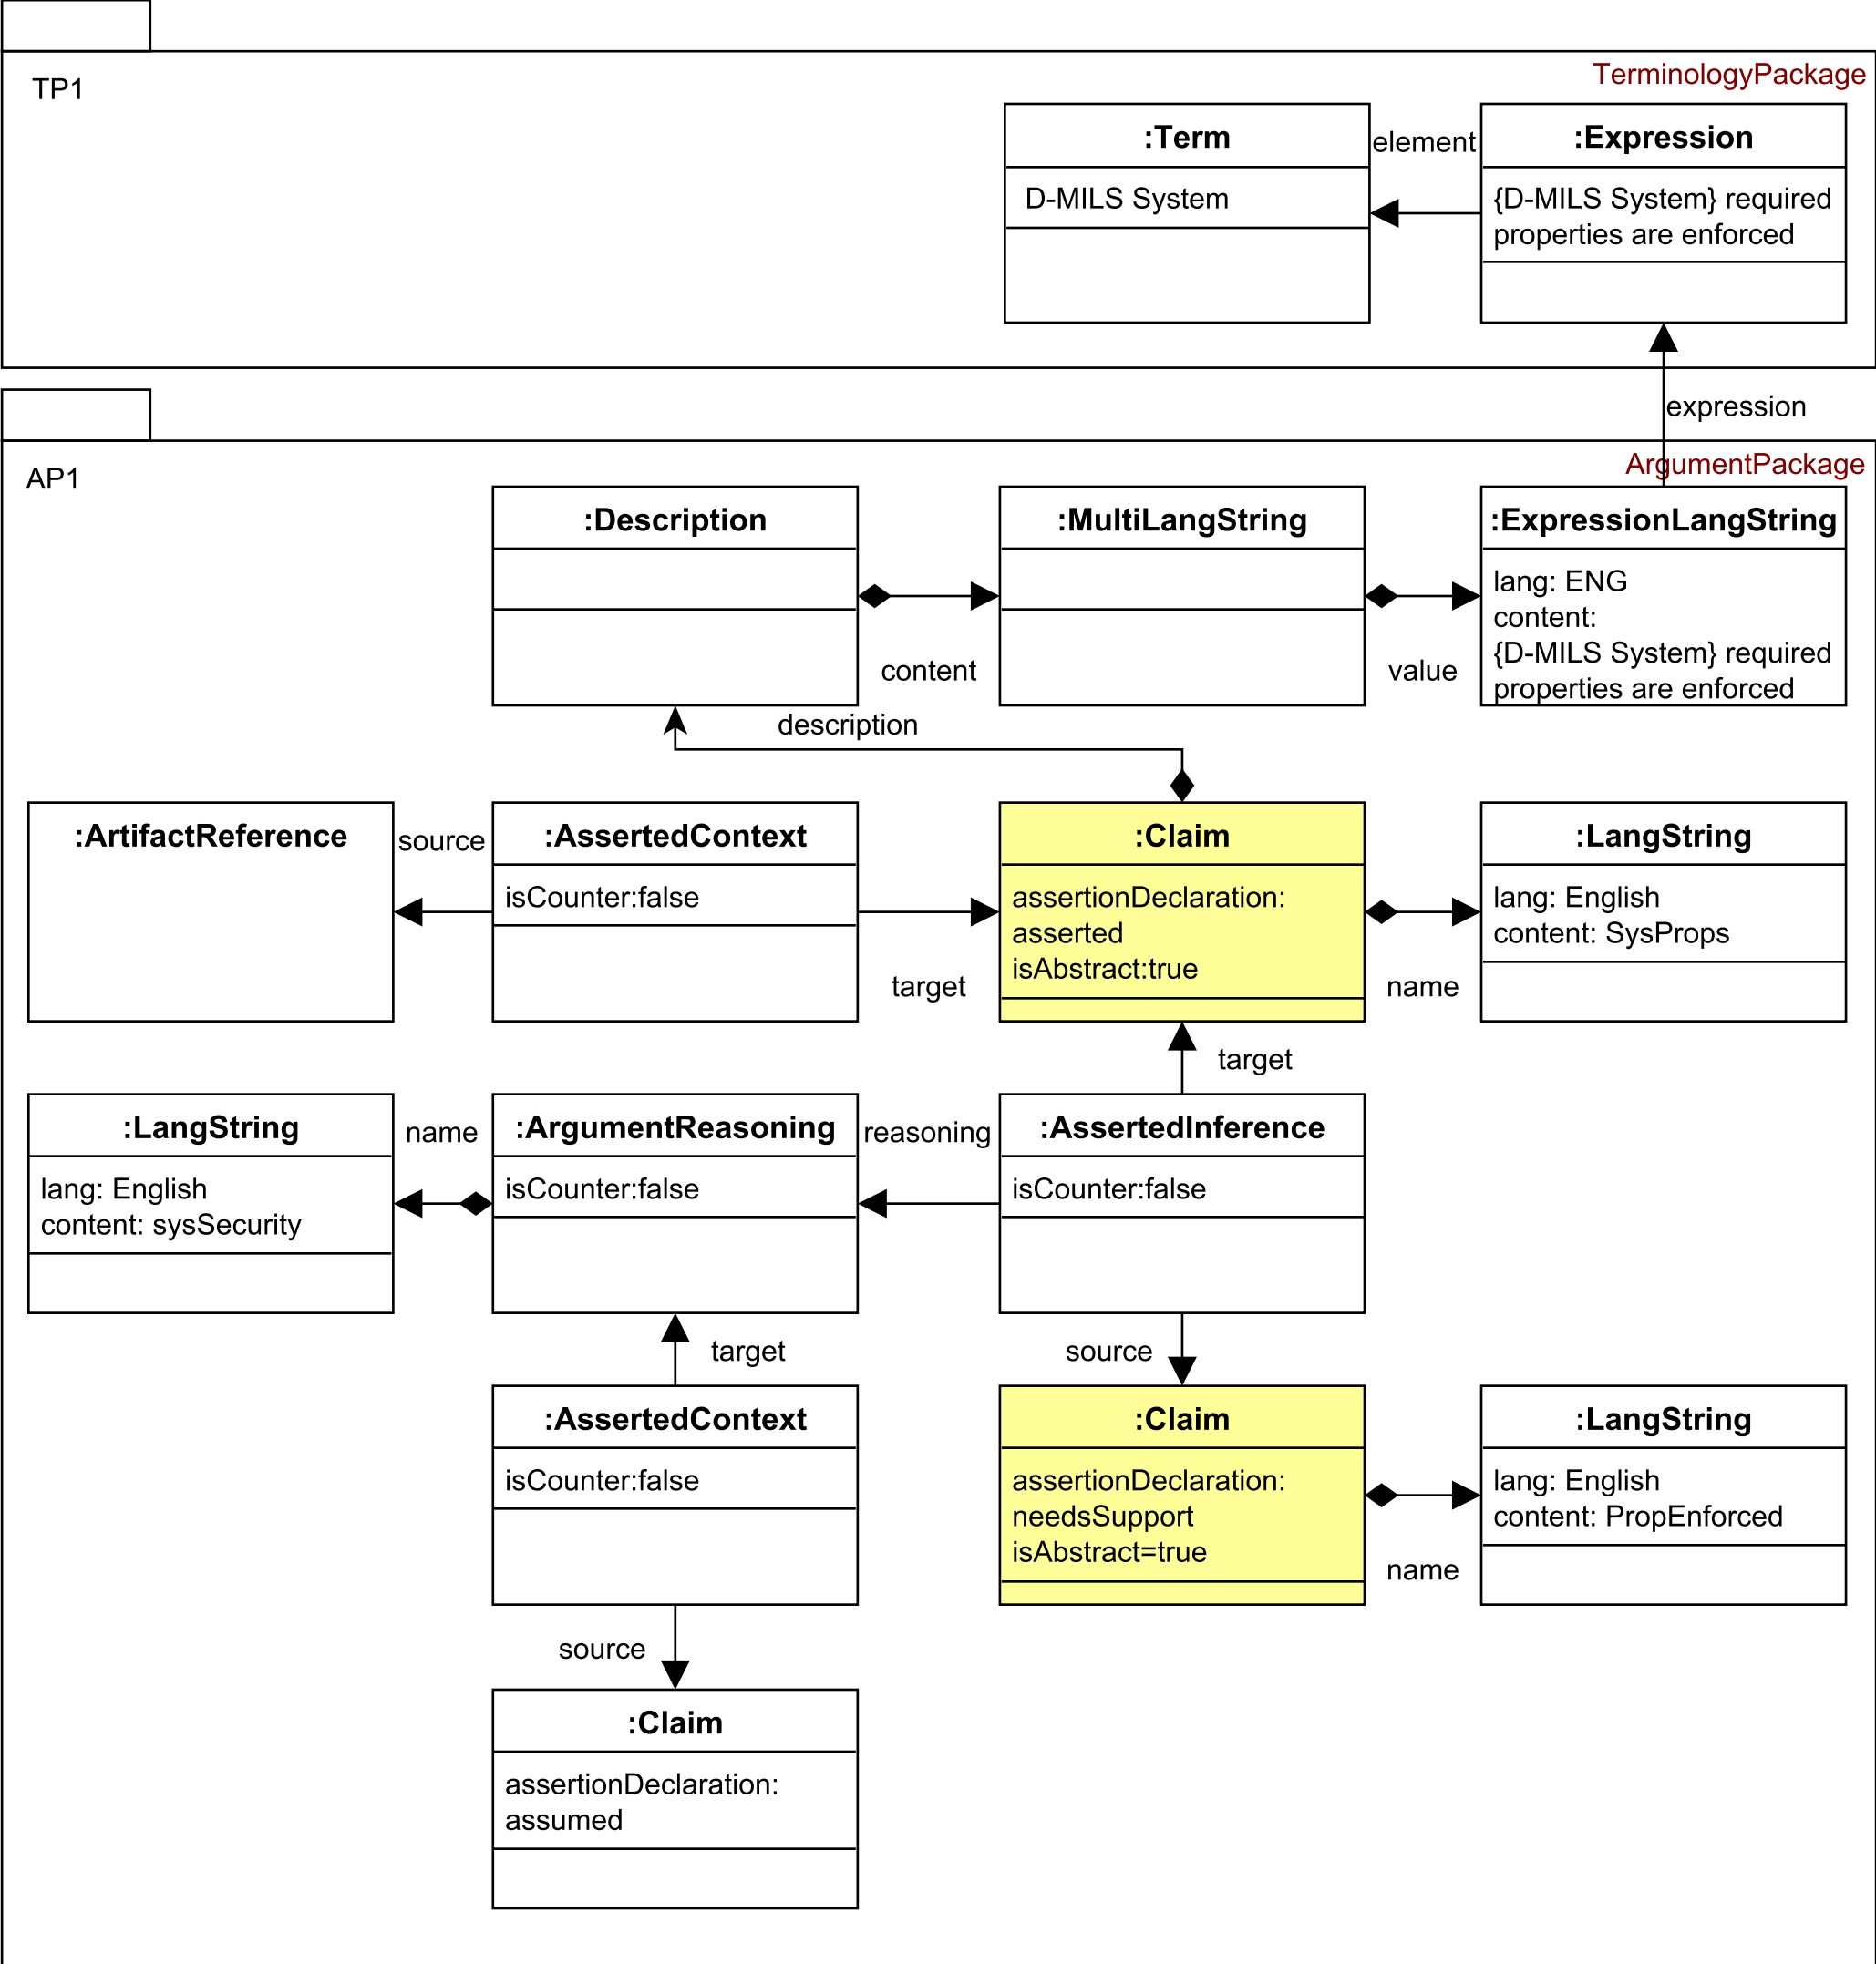 TP1
TerminologyPackage
:Term
D-MILS System
element
:Expression
{D-MILS System} required
properties are enforced
expression
AP1
ArgumentPackage
:Description
content
:MultiLangString
value
:ExpressionLangString
lang: ENG
content:
{D-MILS System} required
properties are enforced
description
:ArtifactReference
source
:AssertedContext
isCounter:false
target
:Claim
assertionDeclaration:
asserted
isAbstract:true
name
:LangString
lang: English
content: SysProps
target
:LangString
lang: English
content: sysSecurity
name
:ArgumentReasoning
isCounter:false
reasoning
:AssertedInference
isCounter:false
target
source
:AssertedContext
isCounter:false
:Claim
assertionDeclaration:
needsSupport
isAbstract=true
name
:LangString
lang: English
content: PropEnforced
source
:Claim
assertionDeclaration:
assumed